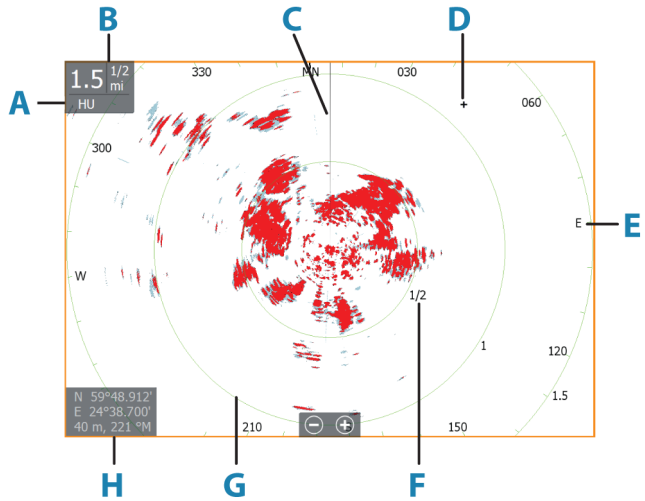 B
C
D
A
1.5 1/2 mi
HU
330
MN
030
060
300
E
E
W
1/2
1
120
1.5
N 59°48.912'
E 24°38.700'
40 m, 221 °M
210
150
H
G
F